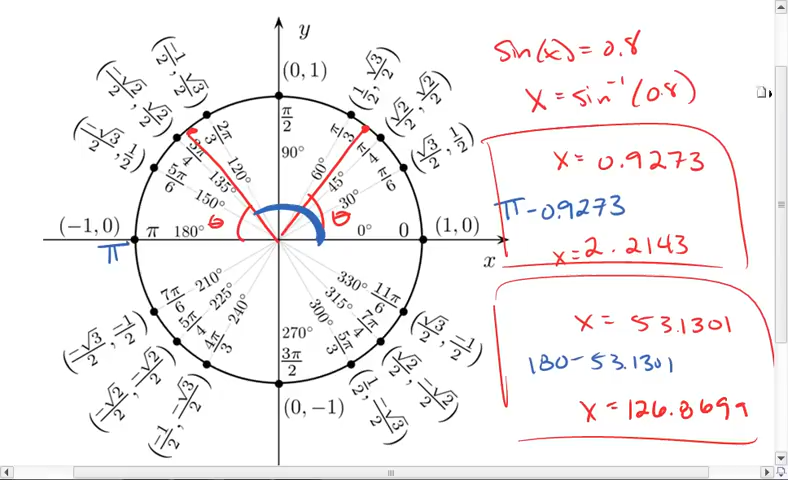 y
(0, 1)
(-1/2, √3/2)
(-√2/2, √2/2)
(-√3/2, 1/2)
(1/2, √3/2)
(√2/2, √2/2)
(√3/2, 1/2)
π/2
90°
2π/3
120°
3π/4
135°
5π/6
150°
π/3
60°
π/4
45°
π/6
30°
θ
θ
(-1, 0)
π
180°
0°
0
(1, 0)
x
π
7π/6
210°
5π/4
225°
4π/3
240°
270°
3π/2
330°
11π/6
315°
7π/4
300°
5π/3
(-√3/2, -1/2)
(-√2/2, -√2/2)
(-1/2, -√3/2)
(0, -1)
(√3/2, -1/2)
(√2/2, -√2/2)
(1/2, -√3/2)
sin(x) = 0.8
x = sin⁻¹(0.8)
x = 0.9273
π - 0.9273
x = 2.2143
x = 53.1301
180 - 53.1301
x = 126.8699